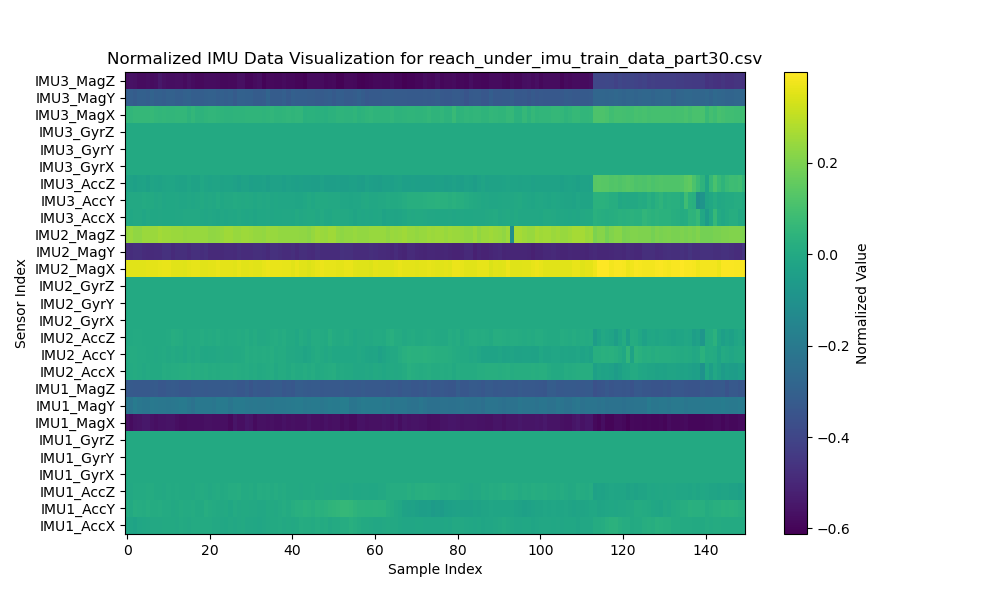 Normalized IMU Data Visualization for reach_under_imu_train_data_part30.csv
IMU3_MagZ
IMU3_MagY
IMU3_MagX
IMU3_GyrZ
IMU3_GyrY
IMU3_GyrX
IMU3_AccZ
IMU3_AccY
IMU3_AccX
IMU2_MagZ
IMU2_MagY
IMU2_MagX
IMU2_GyrZ
IMU2_GyrY
IMU2_GyrX
IMU2_AccZ
IMU2_AccY
IMU2_AccX
IMU1_MagZ
IMU1_MagY
IMU1_MagX
IMU1_GyrZ
IMU1_GyrY
IMU1_GyrX
IMU1_AccZ
IMU1_AccY
IMU1_AccX
Sensor Index
0 20 40 60 80 100 120 140
Sample Index
0.2
0.0
−0.2
−0.4
−0.6
Normalized Value